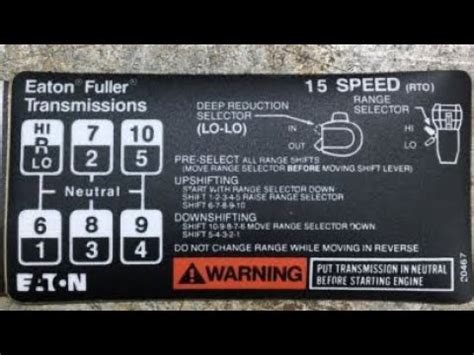 Eaton® Fuller®
Transmissions
15 SPEED (RTO)
DEEP REDUCTION
SELECTOR
(LO-LO)
IN
OUT
RANGE
SELECTOR
HI
LO
HI 7 10
R
LO 2 5
Neutral
6 8 9
1 3 4
PRE-SELECT ALL RANGE SHIFTS
(MOVE RANGE SELECTOR BEFORE MOVING SHIFT LEVER)
UPSHIFTING
START WITH RANGE SELECTOR DOWN
SHIFT 1-2-3-4-5 RAISE RANGE SELECTOR
SHIFT 6-7-8-9-10
DOWNSHIFTING
SHIFT 10-9-8-7-6 MOVE RANGE SELECTOR DOWN
SHIFT 5-4-3-2-1
DO NOT CHANGE RANGE WHILE MOVING IN REVERSE
EATON
WARNING
PUT TRANSMISSION IN NEUTRAL
BEFORE STARTING ENGINE
20467